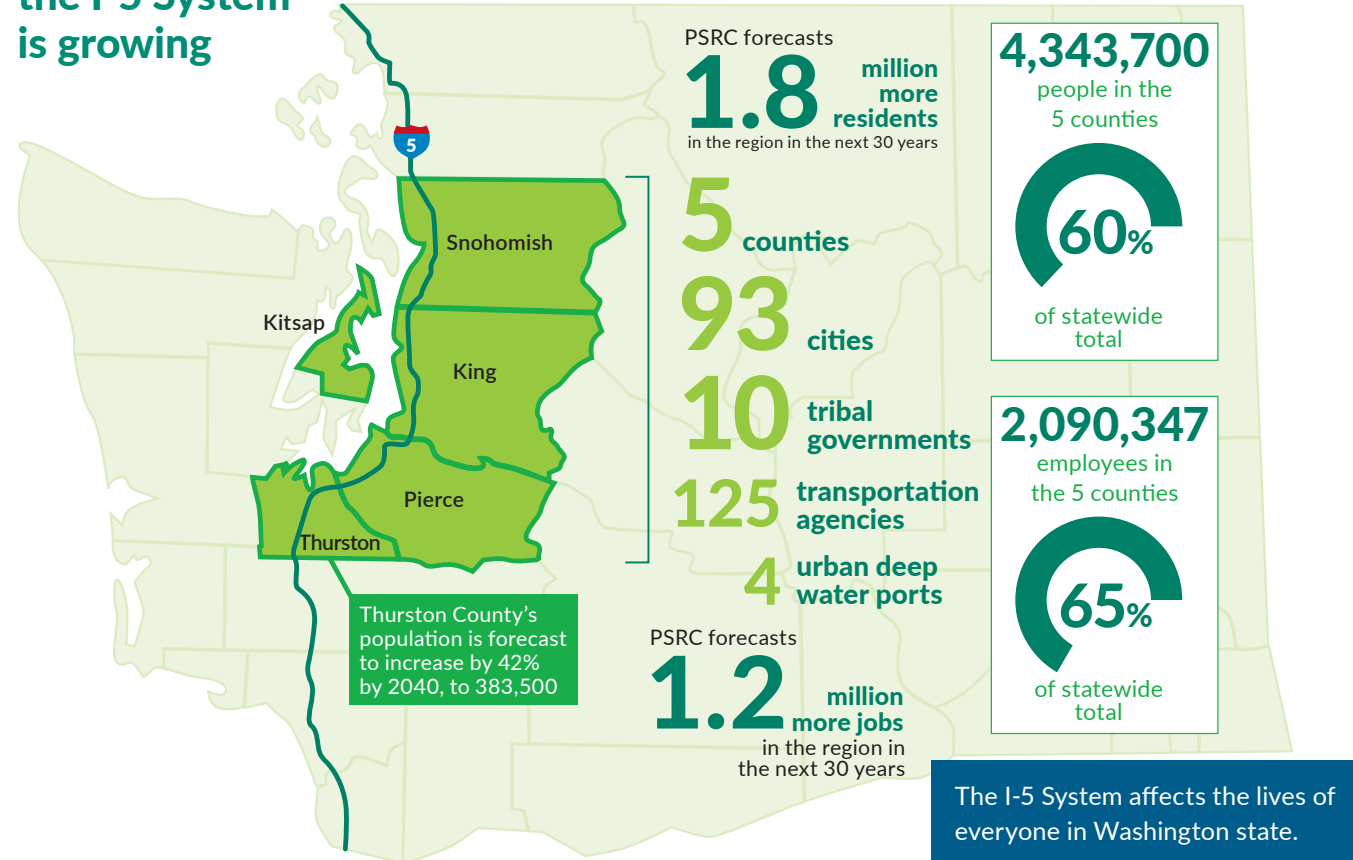 the I-5 System
is growing
5
Snohomish
Kitsap
King
Pierce
Thurston
Thurston County's
population is forecast
to increase by 42%
by 2040, to 383,500
PSRC forecasts
1.8 million
more
residents
in the region in the next 30 years
5 counties
93 cities
10 tribal
governments
125 transportation
agencies
4 urban deep
water ports
PSRC forecasts
1.2 million
more jobs
in the region in
the next 30 years
4,343,700
people in the
5 counties
60%
of statewide
total
2,090,347
employees in
the 5 counties
65%
of statewide
total
The I-5 System affects the lives of
everyone in Washington state.